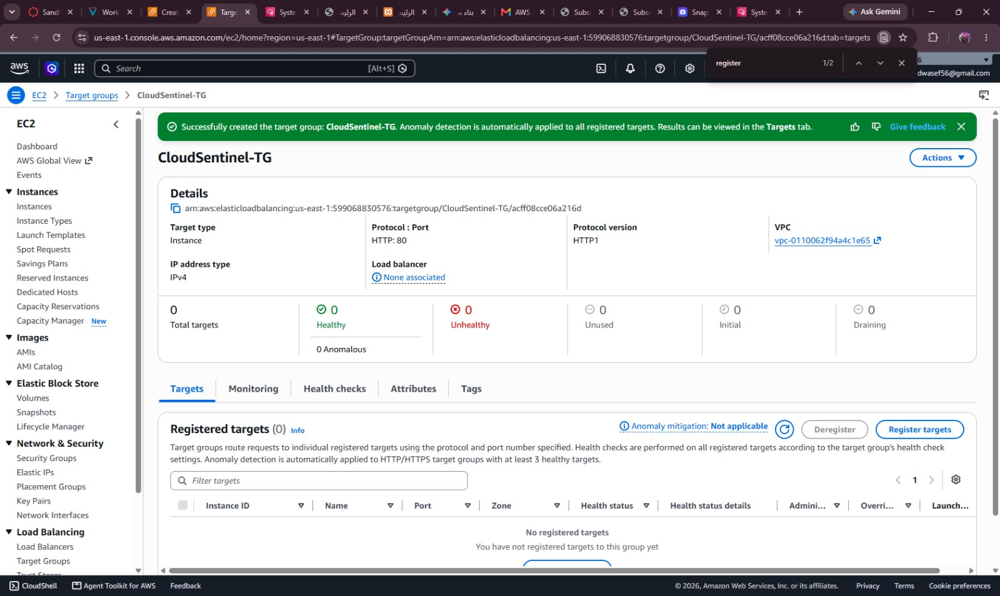 Sandi
Work
Creat
Targe
Syste
الرئيس
الرئيـ
بناء
AWS
Subs
Subs
Snap
Syste
Ask Gemini
us-east-1.console.aws.amazon.com/ec2/home?region=us-east-1#TargetGroup:targetGroupArn=arn:aws:elasticloadbalancing:us-east-1:599068830576:targetgroup/CloudSentinel-TG/acff08cce06a216d;tab=targets
register
1/2
aws
Search
[Alt+S]
6
dwasef56@gmail.com
EC2
Target groups
CloudSentinel-TG
EC2
Dashboard
AWS Global View
Events
Instances
Instances
Instance Types
Launch Templates
Spot Requests
Savings Plans
Reserved Instances
Dedicated Hosts
Capacity Reservations
Capacity Manager New
Images
AMIs
AMI Catalog
Elastic Block Store
Volumes
Snapshots
Lifecycle Manager
Network & Security
Security Groups
Elastic IPs
Placement Groups
Key Pairs
Network Interfaces
Load Balancing
Load Balancers
Target Groups
Trust Stores
Successfully created the target group: CloudSentinel-TG. Anomaly detection is automatically applied to all registered targets. Results can be viewed in the Targets tab.
Give feedback
CloudSentinel-TG
Actions
Details
arn:aws:elasticloadbalancing:us-east-1:599068830576:targetgroup/CloudSentinel-TG/acff08cce06a216d
Target type
Instance
Protocol : Port
HTTP: 80
Protocol version
HTTP1
VPC
vpc-0110062f94a4c1e65
IP address type
IPv4
Load balancer
None associated
0
Total targets
0
Healthy
0 Anomalous
0
Unhealthy
0
Unused
0
Initial
0
Draining
Targets
Monitoring
Health checks
Attributes
Tags
Registered targets (0) Info
Anomaly mitigation: Not applicable
Deregister
Register targets
Target groups route requests to individual registered targets using the protocol and port number specified. Health checks are performed on all registered targets according to the target group's health check
settings. Anomaly detection is automatically applied to HTTP/HTTPS target groups with at least 3 healthy targets.
Filter targets
1
Instance ID
Name
Port
Zone
Health status
Health status details
Admini...
Overri...
Launch...
No registered targets
You have not registered targets to this group yet
CloudShell
Agent Toolkit for AWS
Feedback
© 2026, Amazon Web Services, Inc. or its affiliates.
Privacy
Terms
Cookie preferences